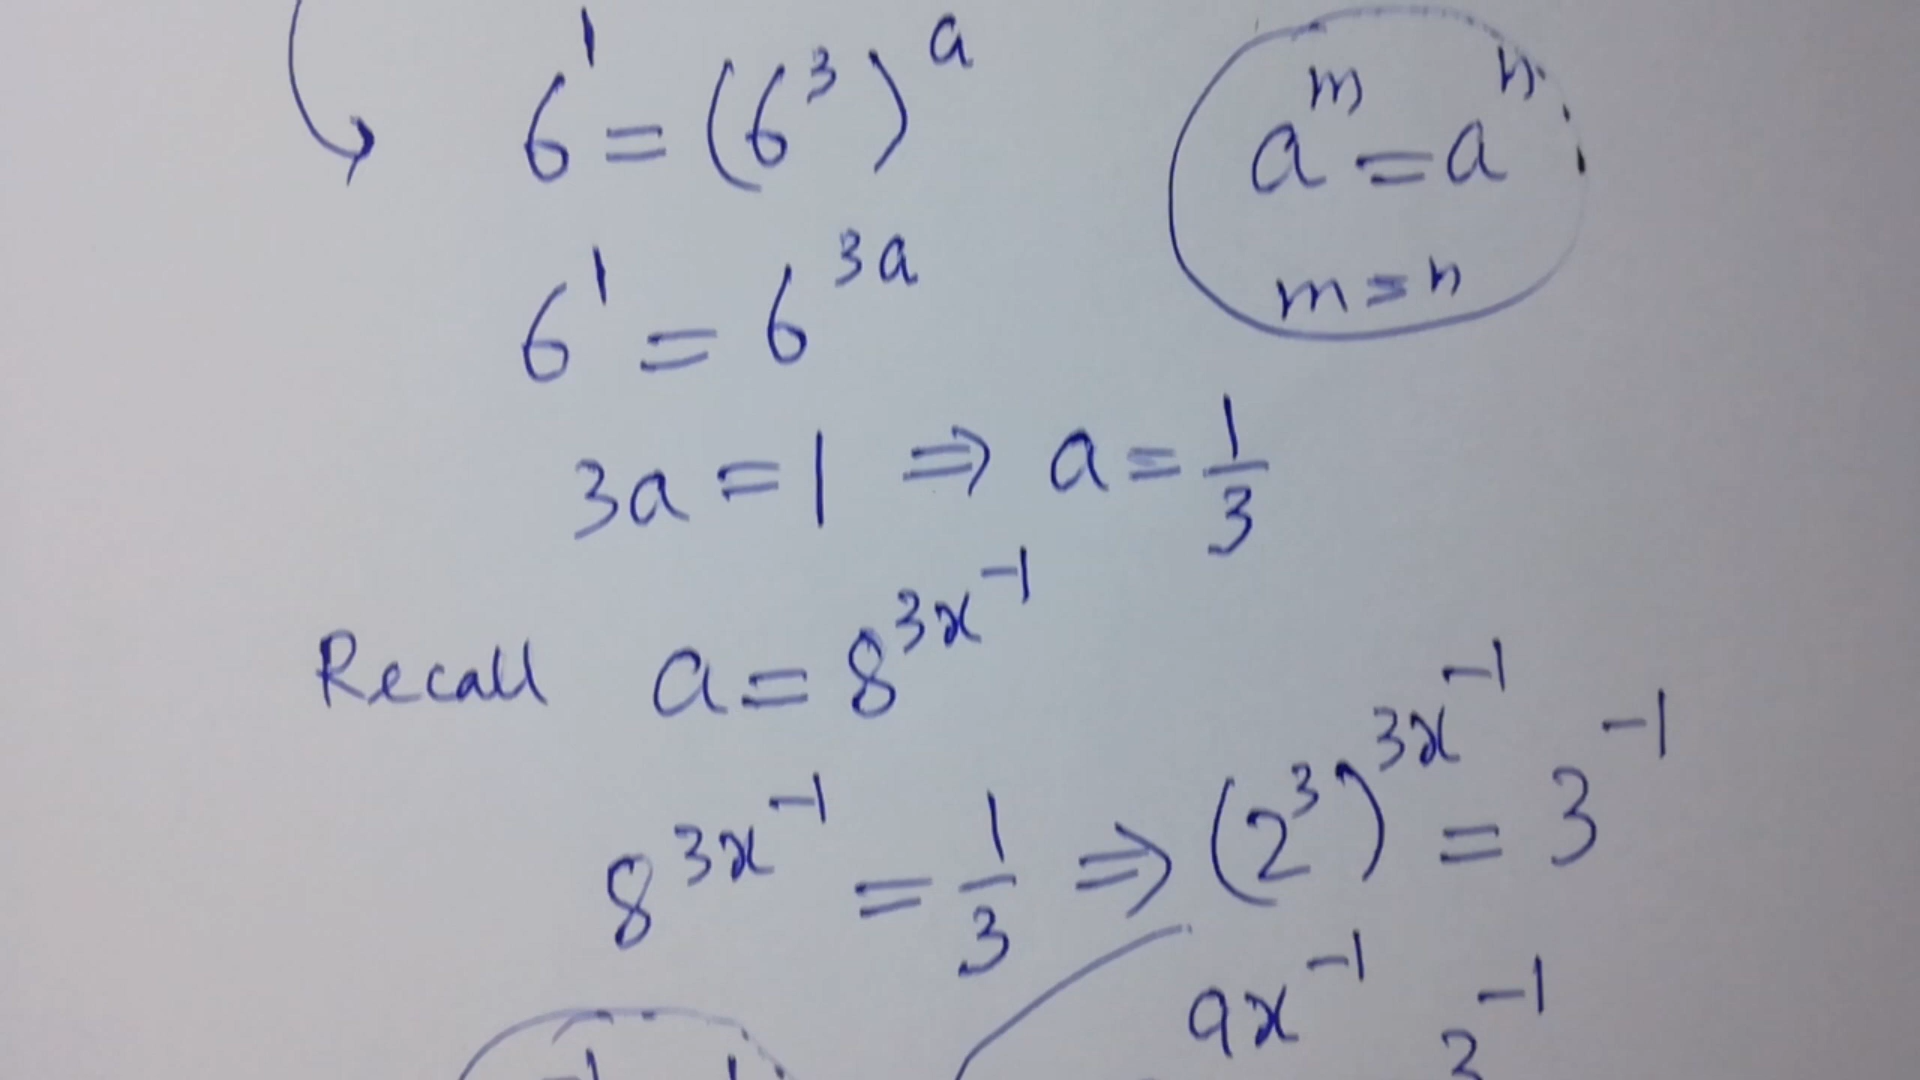 6^1 = (6^3)^a
a^m = a^n
m = n
6^1 = 6^{3a}
3a = 1 ⇒ a = 1/3
Recall a = 8^{3x^{-1}}
8^{3x^{-1}} = 1/3 ⇒ (2^3)^{3x^{-1}} = 3^{-1}
9x^{-1} 3^{-1}